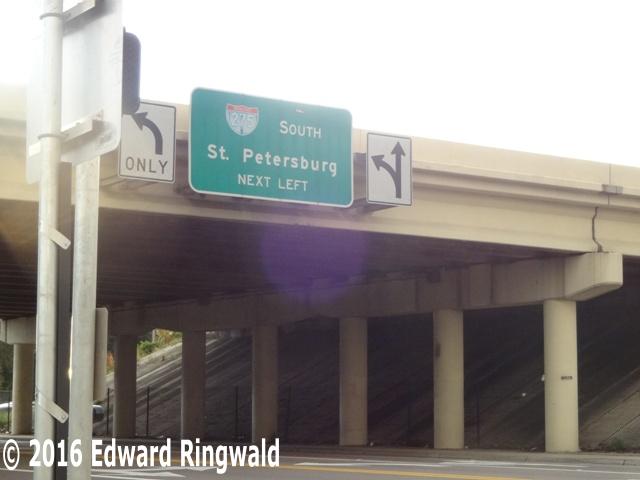 275 SOUTH
St. Petersburg
NEXT LEFT
ONLY
© 2016 Edward Ringwald